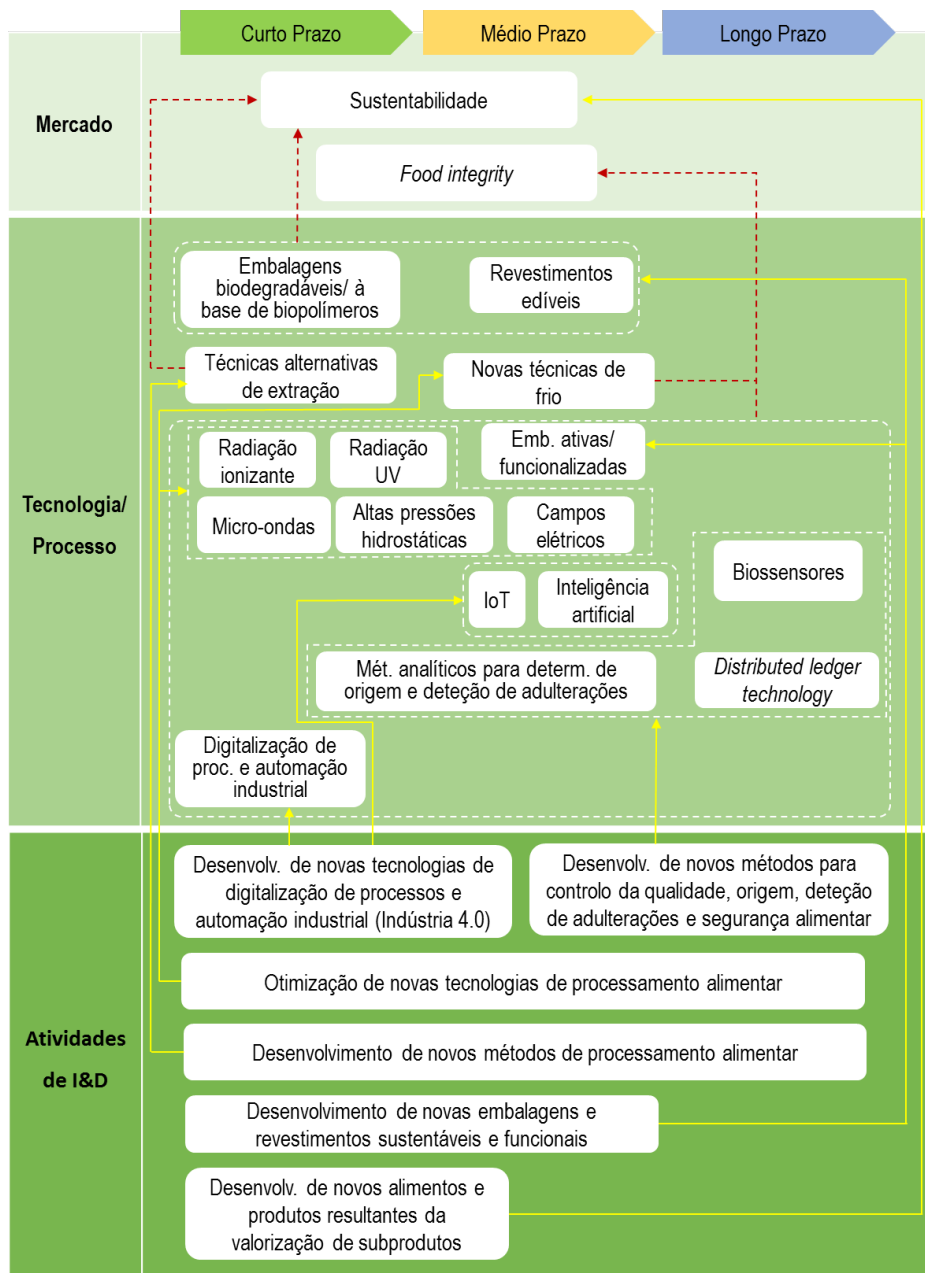 Curto Prazo
Médio Prazo
Longo Prazo
Mercado
Sustentabilidade
Food integrity
Tecnologia/
Processo
Embalagens
biodegradáveis/ à
base de biopolímeros
Revestimentos
edíveis
Técnicas alternativas
de extração
Novas técnicas de
frio
Radiação
ionizante
Radiação
UV
Emb. ativas/
funcionalizadas
Micro-ondas
Altas pressões
hidrostáticas
Campos
elétricos
Biossensores
IoT
Inteligência
artificial
Mét. analíticos para determ. de
origem e deteção de adulterações
Distributed ledger
technology
Digitalização de
proc. e automação
industrial
Atividades
de I&D
Desenvolv. de novas tecnologias de
digitalização de processos e
automação industrial (Indústria 4.0)
Desenvolv. de novos métodos para
controlo da qualidade, origem, deteção
de adulterações e segurança alimentar
Otimização de novas tecnologias de processamento alimentar
Desenvolvimento de novos métodos de processamento alimentar
Desenvolvimento de novas embalagens e
revestimentos sustentáveis e funcionais
Desenvolv. de novos alimentos e
produtos resultantes da
valorização de subprodutos